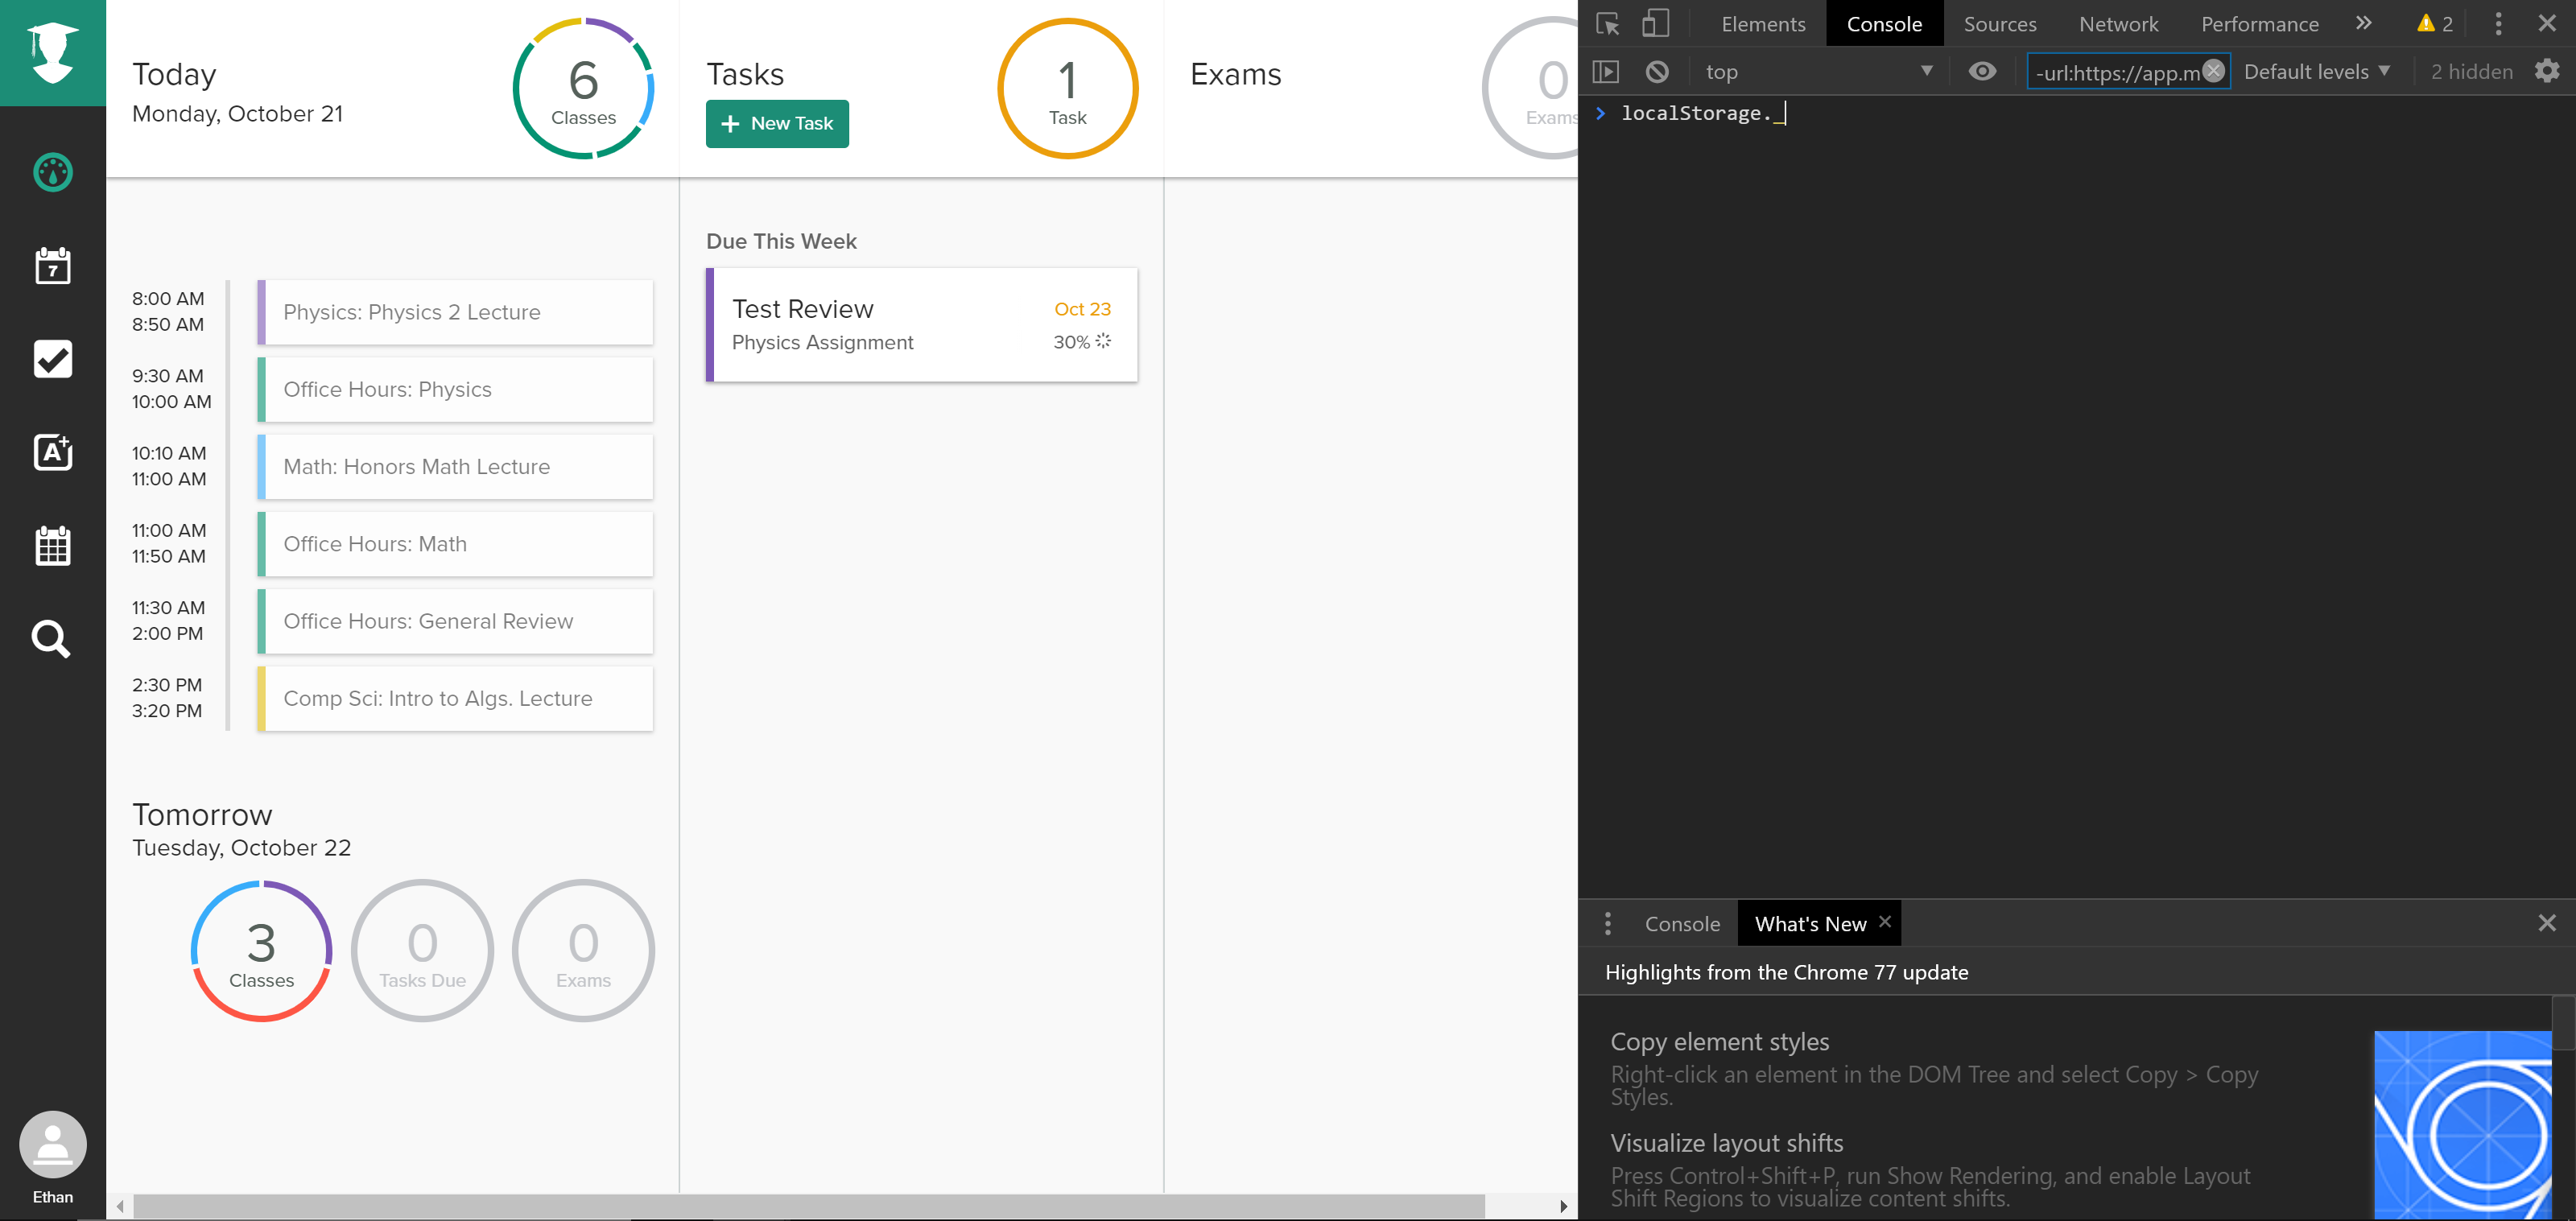 Today
Monday, October 21
6
Classes
Tasks
New Task
1
Task
Exams
0
Exams
7
A+
8:00 AM
8:50 AM
Physics: Physics 2 Lecture
9:30 AM
10:00 AM
Office Hours: Physics
10:10 AM
11:00 AM
Math: Honors Math Lecture
11:00 AM
11:50 AM
Office Hours: Math
11:30 AM
2:00 PM
Office Hours: General Review
2:30 PM
3:20 PM
Comp Sci: Intro to Algs. Lecture
Tomorrow
Tuesday, October 22
3
Classes
0
Tasks Due
0
Exams
Ethan
Due This Week
Test Review
Oct 23
Physics Assignment
30%
Elements
Console
Sources
Network
Performance
»
2
top
-url:https://app.m
Default levels
2 hidden
localStorage._
Console
What's New
Highlights from the Chrome 77 update
Copy element styles
Right-click an element in the DOM Tree and select Copy > Copy
Styles.
Visualize layout shifts
Press Control+Shift+P, run Show Rendering, and enable Layout
Shift Regions to visualize content shifts.